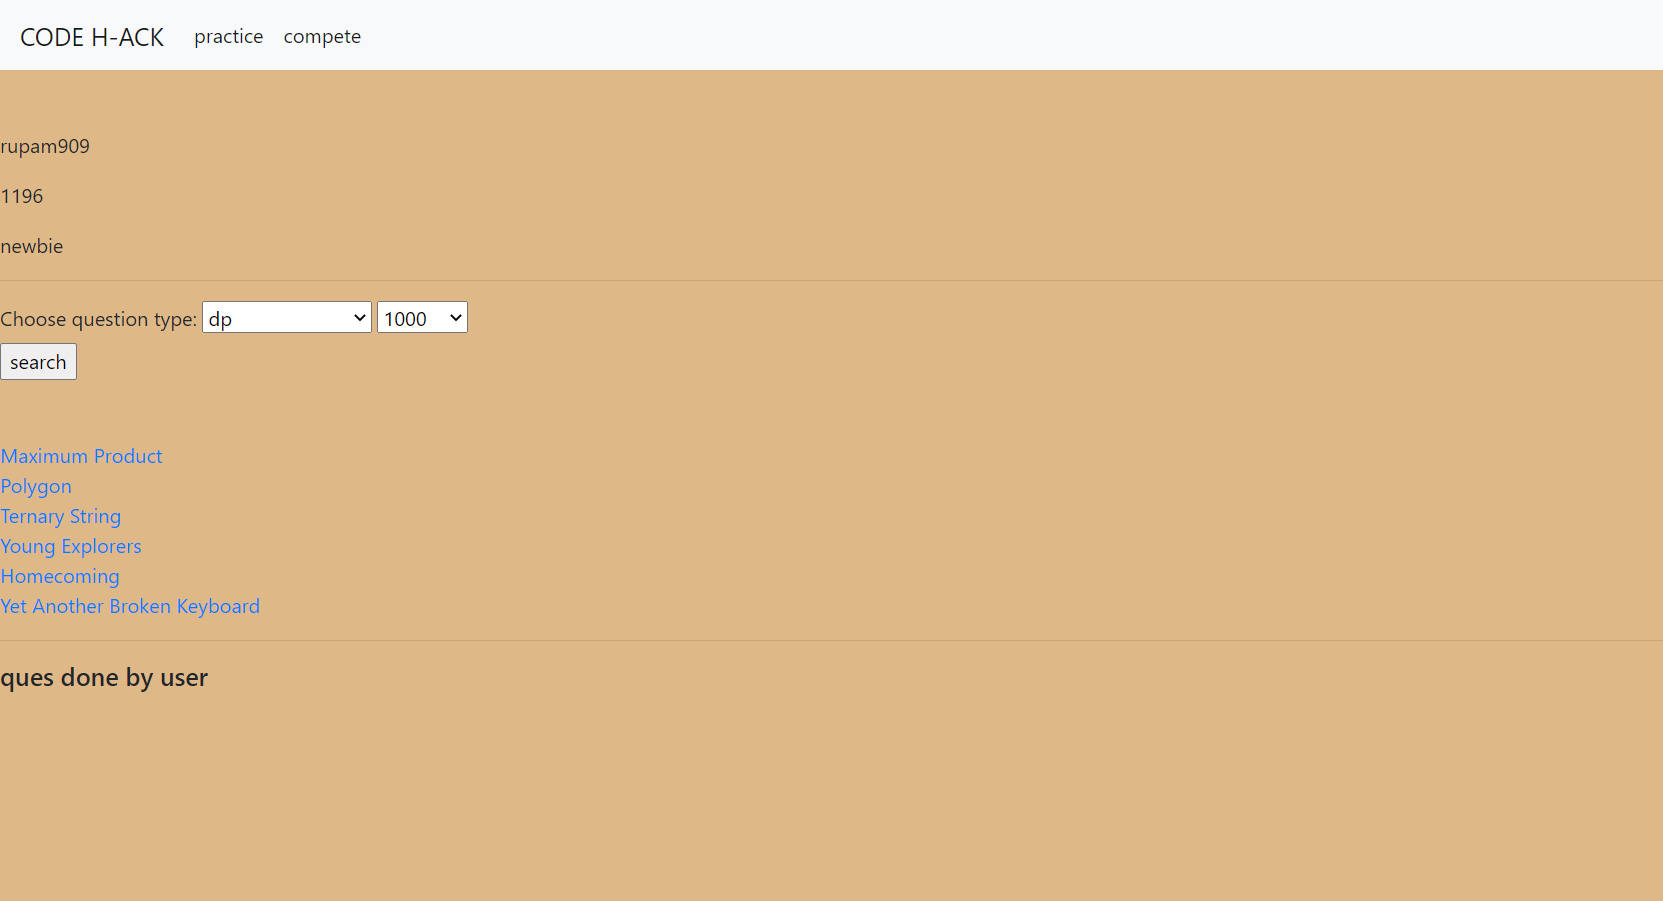 CODE H-ACK practice compete
rupam909
1196
newbie
Choose question type: dp 1000
search
Maximum Product
Polygon
Ternary String
Young Explorers
Homecoming
Yet Another Broken Keyboard
ques done by user